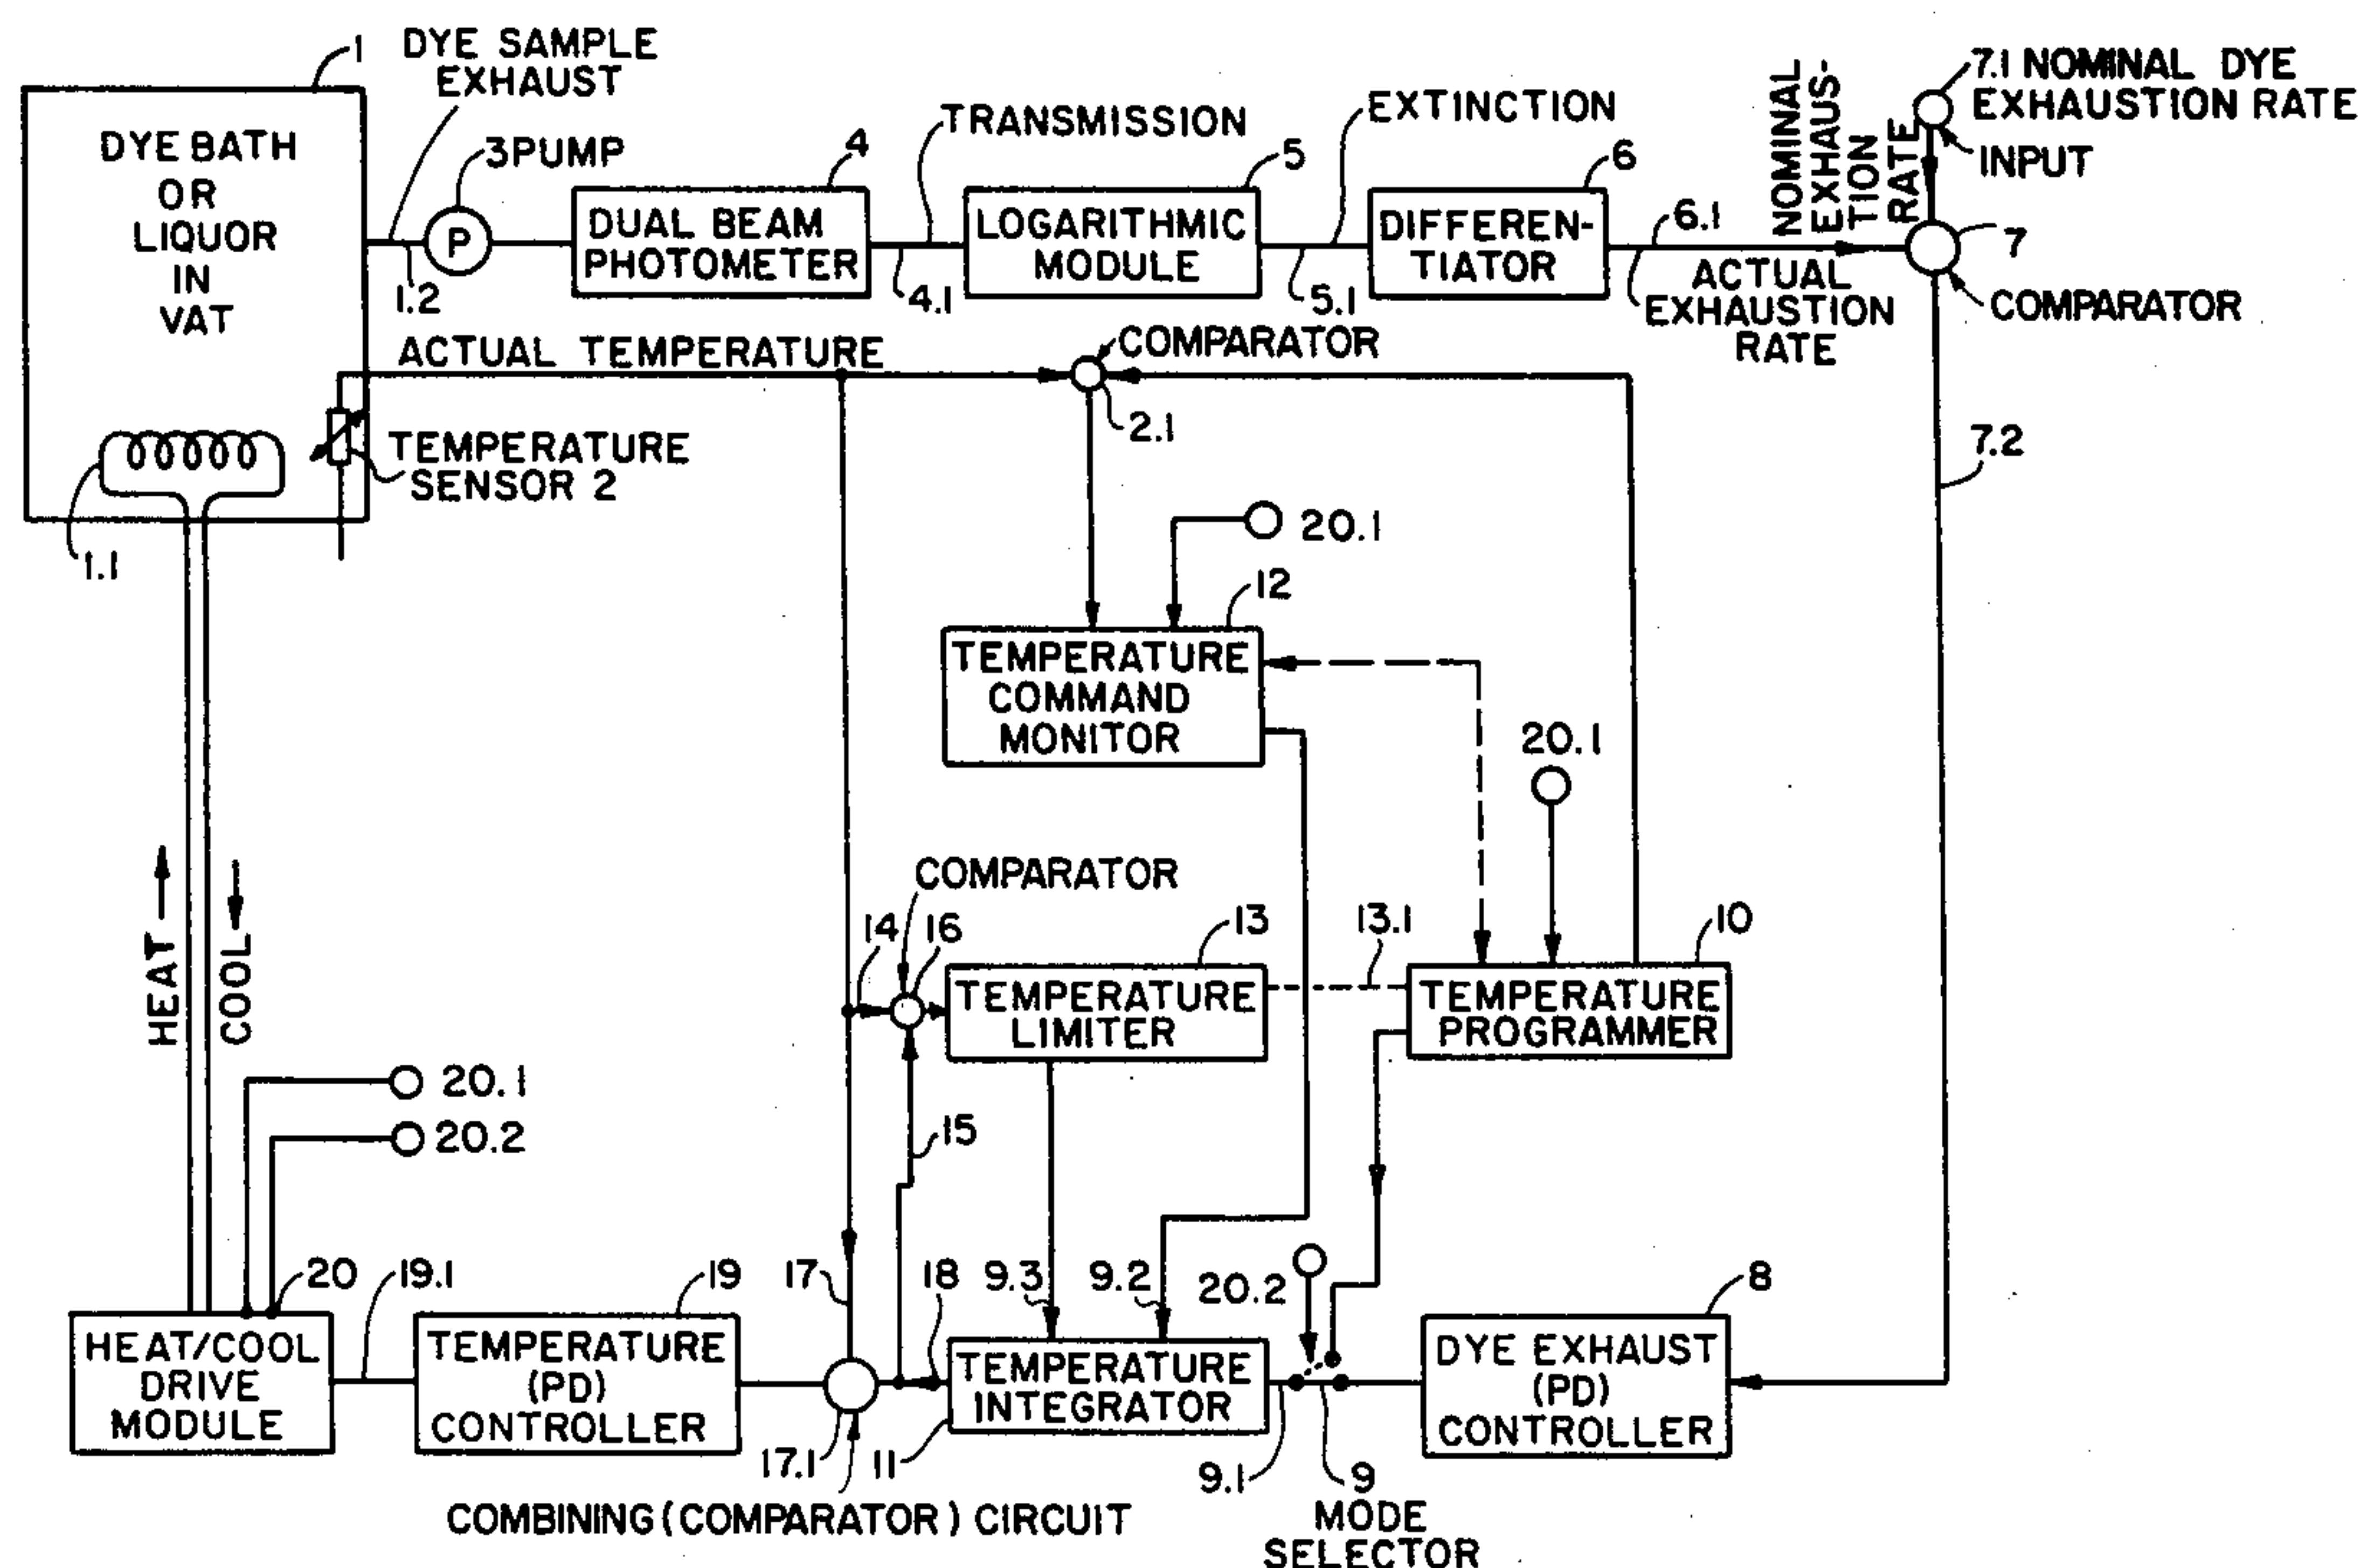 1
DYE SAMPLE
EXHAUST
DYE BATH
OR
LIQUOR
IN
VAT
3 PUMP
P
1.2
4
DUAL BEAM
PHOTOMETER
TRANSMISSION
4.1
5
LOGARITHMIC
MODULE
EXTINCTION
5.1
6
DIFFEREN-
TIATOR
6.1
ACTUAL
EXHAUSTION
RATE
NOMINAL
EXHAUS-
TION
RATE
7.1 NOMINAL DYE
EXHAUSTION RATE
INPUT
7
COMPARATOR
7.2
ACTUAL TEMPERATURE
COMPARATOR
2.1
TEMPERATURE
SENSOR 2
1.1
20.1
12
TEMPERATURE
COMMAND
MONITOR
20.1
HEAT
COOL
COMPARATOR
14
16
13
TEMPERATURE
LIMITER
13.1
10
TEMPERATURE
PROGRAMMER
20.1
20.2
15
20
19.1
19
17
18
9.3
9.2
20.2
8
HEAT/COOL
DRIVE
MODULE
TEMPERATURE
(PD)
CONTROLLER
TEMPERATURE
INTEGRATOR
DYE EXHAUST
(PD)
CONTROLLER
17.1
11
9.1
9
COMBINING (COMPARATOR) CIRCUIT
MODE
SELECTOR